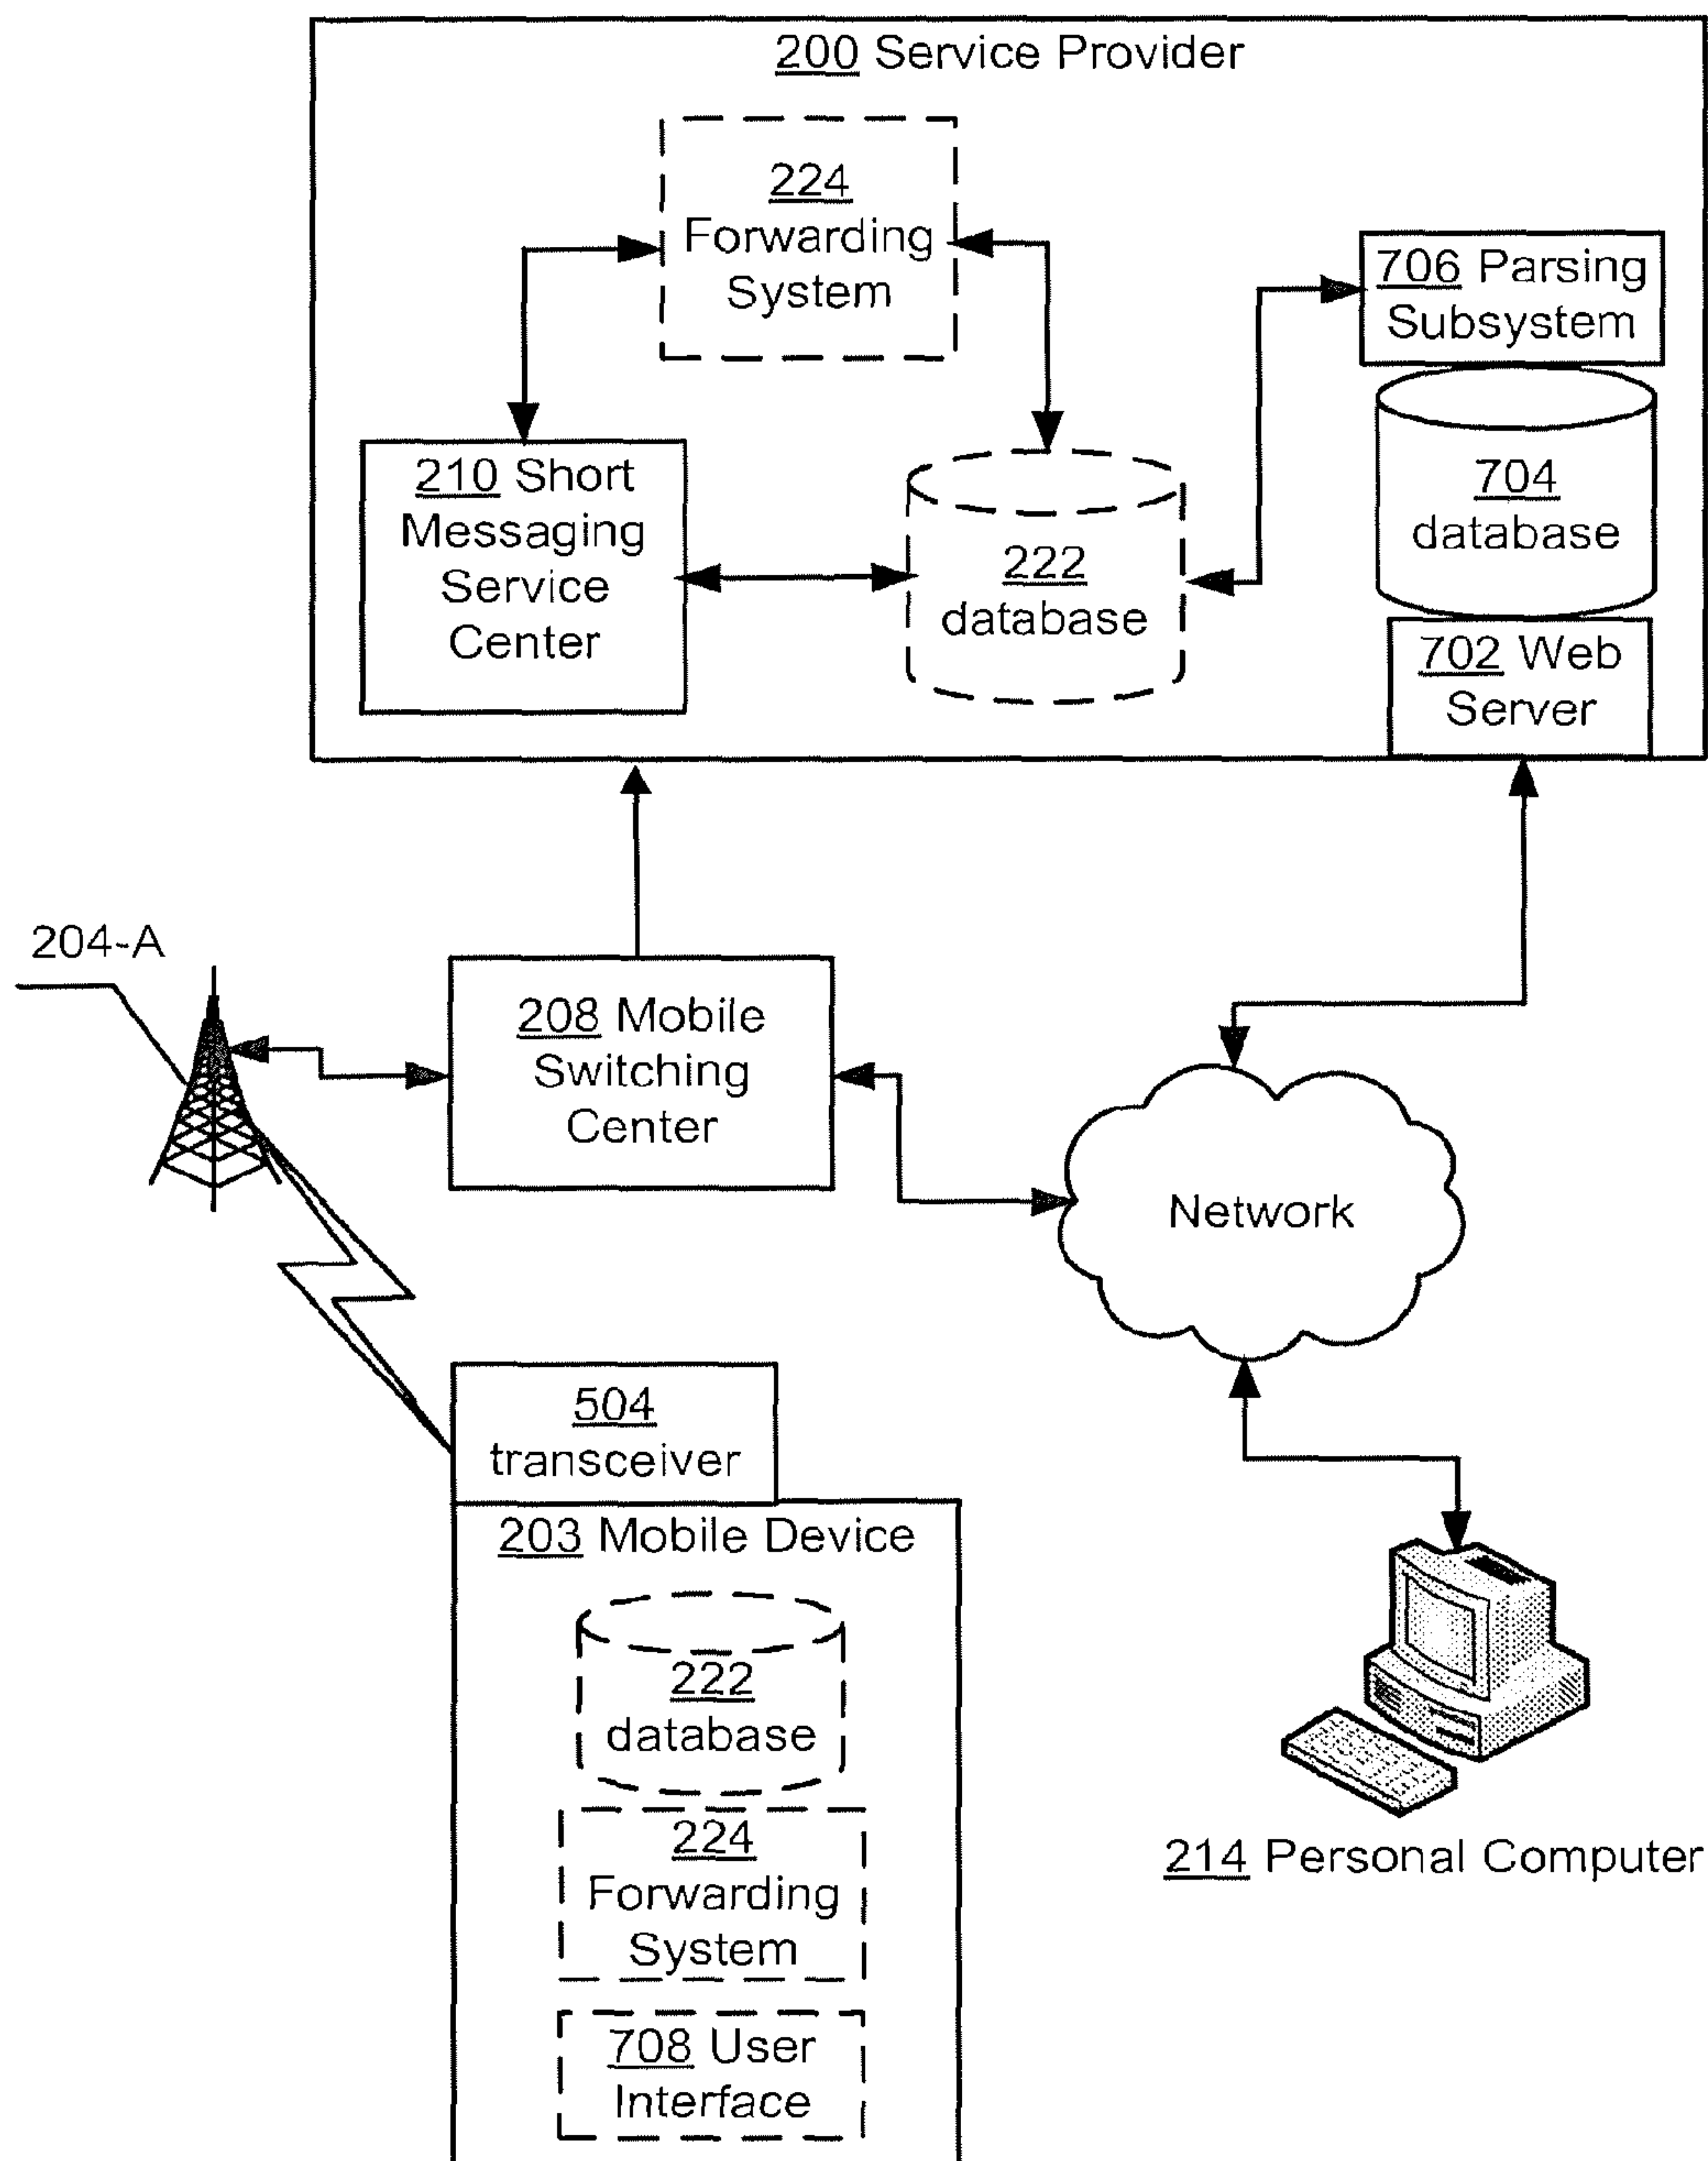 200 Service Provider
224
Forwarding
System
706 Parsing
Subsystem
210 Short
Messaging
Service
Center
222
database
704
database
702 Web
Server
204-A
208 Mobile
Switching
Center
Network
504
transceiver
203 Mobile Device
222
database
224
Forwarding
System
708 User
Interface
214 Personal Computer